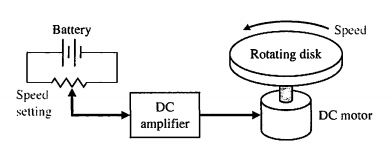 Battery
Speed
Rotating disk
Speed
setting
DC
amplifier
DC motor